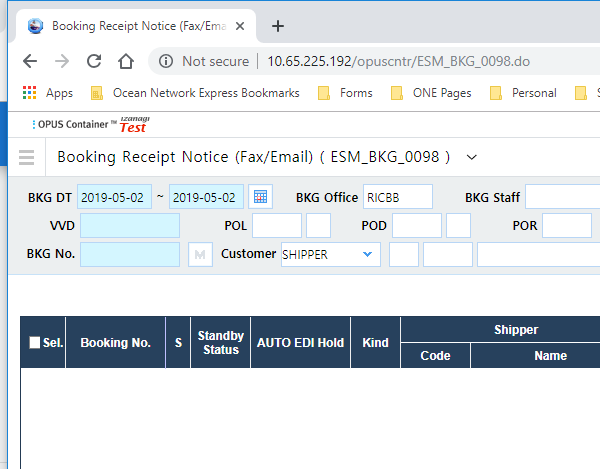 Booking Receipt Notice (Fax/Ema
Not secure | 10.65.225.192/opuscntr/ESM_BKG_0098.do
Apps Ocean Network Express Bookmarks Forms ONE Pages Personal S
OPUS Container ™ izanagi Test
Booking Receipt Notice (Fax/Email) ( ESM_BKG_0098 )
BKG DT 2019-05-02 ~ 2019-05-02 BKG Office RICBB BKG Staff
VVD POL POD POR
BKG No. M Customer SHIPPER
Sel. Booking No. S Standby Status AUTO EDI Hold Kind Shipper
Code Name